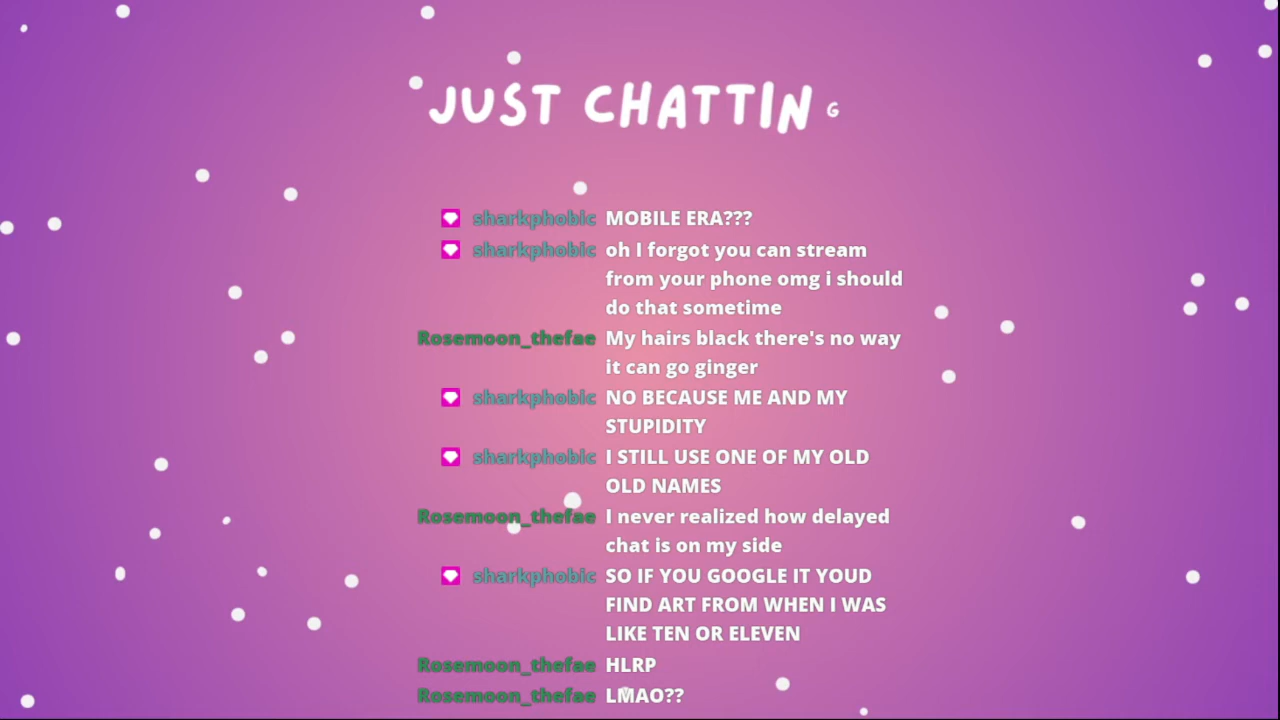 JUST CHATTING
sharkphobic MOBILE ERA???
sharkphobic oh I forgot you can stream
from your phone omg i should
do that sometime
Rosemoon_thefae My hairs black there's no way
it can go ginger
sharkphobic NO BECAUSE ME AND MY
STUPIDITY
sharkphobic I STILL USE ONE OF MY OLD
OLD NAMES
Rosemoon_thefae I never realized how delayed
chat is on my side
sharkphobic SO IF YOU GOOGLE IT YOUD
FIND ART FROM WHEN I WAS
LIKE TEN OR ELEVEN
Rosemoon_thefae HLRP
Rosemoon_thefae LMAO??